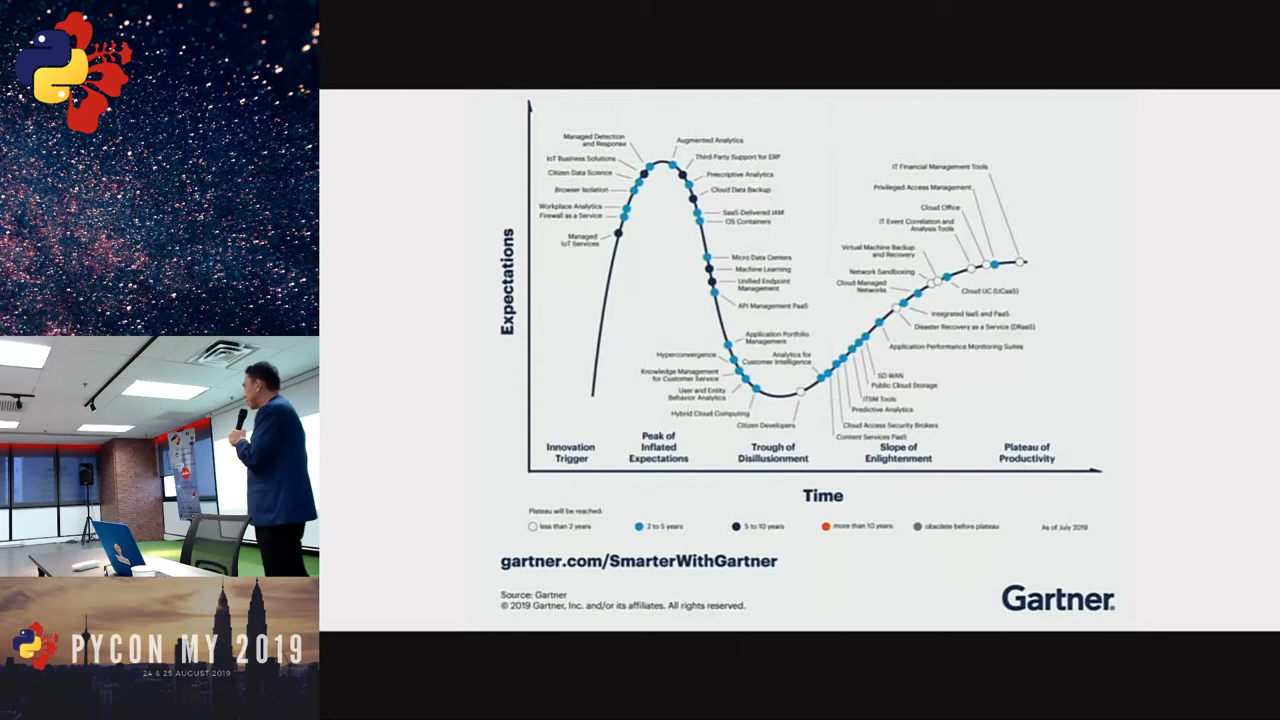 Managed Detection
and Response
IoT Business Solutions
Citizen Data Science
Browser Isolation
Workplace Analytics
Firewall as a Service
Managed
IoT Services
Augmented Analytics
Third-Party Support for ERP
Prescriptive Analytics
Cloud Data Backup
SaaS-Delivered IAM
OS Containers
Micro Data Centers
Machine Learning
Unified Endpoint
Management
API Management PaaS
Application Portfolio
Management
Hyperconvergence
Knowledge Management
for Customer Service
User and Entity
Behavior Analytics
Hybrid Cloud Computing
Citizen Developers
Analytics for
Customer Intelligence
IT Financial Management Tools
Privileged Access Management
Cloud Office
IT Event Correlation and
Analysis Tools
Virtual Machine Backup
and Recovery
Network Sandboxing
Cloud Managed
Networks
Cloud UC (UCaaS)
Integrated IaaS and PaaS
Disaster Recovery as a Service (DRaaS)
Application Performance Monitoring Suites
SD-WAN
Public Cloud Storage
ITSM Tools
Predictive Analytics
Cloud Access Security Brokers
Content Services PaaS
Expectations
Innovation
Trigger
Peak of
Inflated
Expectations
Trough of
Disillusionment
Slope of
Enlightenment
Plateau of
Productivity
Time
Plateau will be reached:
less than 2 years
2 to 5 years
5 to 10 years
more than 10 years
obsolete before plateau
As of July 2019
gartner.com/SmarterWithGartner
Source: Gartner
© 2019 Gartner, Inc. and/or its affiliates. All rights reserved.
Gartner.
PYCON MY 2019
24 & 25 AUGUST 2019